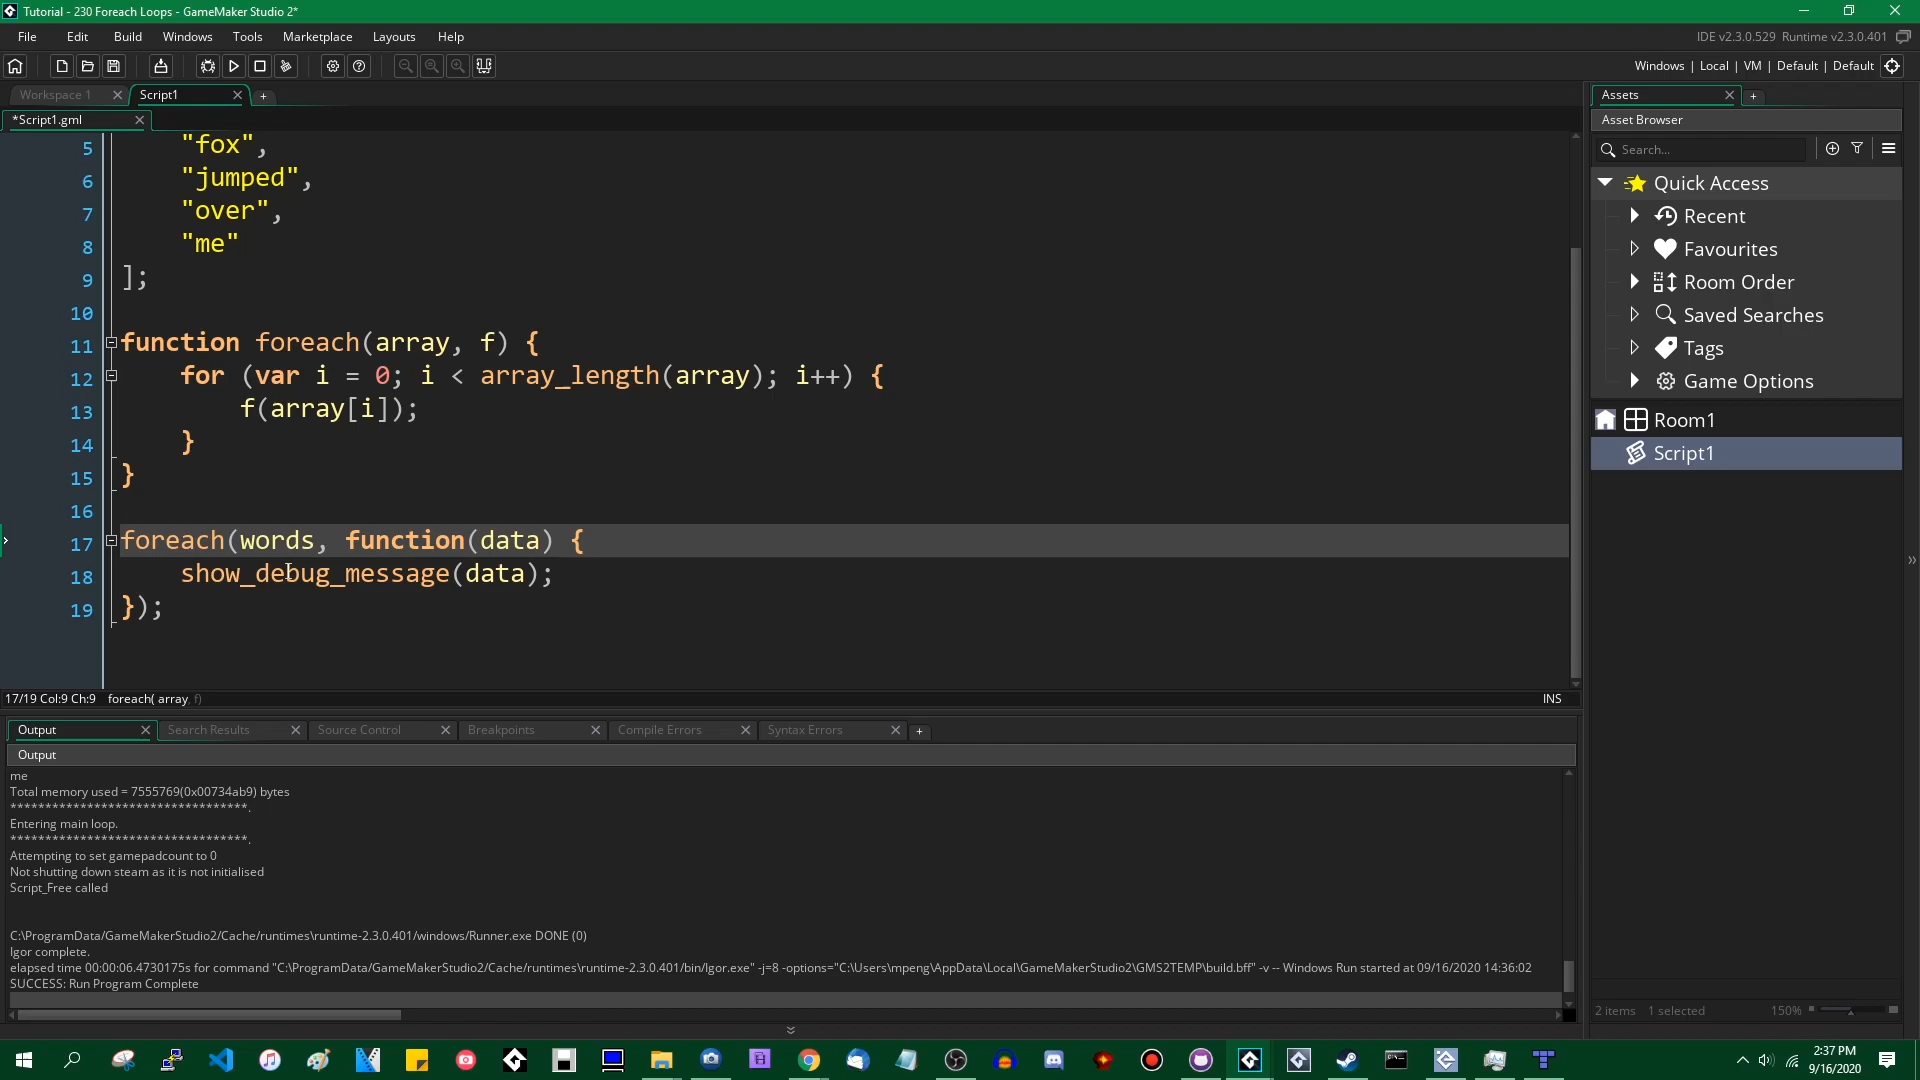 Tutorial - 230 Foreach Loops - GameMaker Studio 2*
File Edit Build Windows Tools Marketplace Layouts Help
IDE v2.3.0.529 Runtime v2.3.0.401
Windows | Local | VM | Default | Default
Workspace 1
Script1
*Script1.gml
5 "fox",
6 "jumped",
7 "over",
8 "me"
9 ];
10
11 function foreach(array, f) {
12 for (var i = 0; i < array_length(array); i++) {
13 f(array[i]);
14 }
15 }
16
17 foreach(words, function(data) {
18 show_debug_message(data);
19 });
17/19 Col:9 Ch:9 foreach( array, f)
INS
Assets
Asset Browser
Search...
Quick Access
Recent
Favourites
Room Order
Saved Searches
Tags
Game Options
Room1
Script1
2 items 1 selected
150%
Output Search Results Source Control Breakpoints Compile Errors Syntax Errors
Output
me
Total memory used = 7555769(0x00734ab9) bytes
**********************************.
Entering main loop.
**********************************.
Attempting to set gamepadcount to 0
Not shutting down steam as it is not initialised
Script_Free called
C:\ProgramData/GameMakerStudio2/Cache/runtimes\runtime-2.3.0.401/windows/Runner.exe DONE (0)
Igor complete.
elapsed time 00:00:06.4730175s for command "C:\ProgramData/GameMakerStudio2/Cache/runtimes\runtime-2.3.0.401/bin/Igor.exe" -j=8 -options="C:\Users\mpeng\AppData\Local\GameMakerStudio2\GMS2TEMP\build.bff" -v -- Windows Run started at 09/16/2020 14:36:02
SUCCESS: Run Program Complete
2:37 PM
9/16/2020